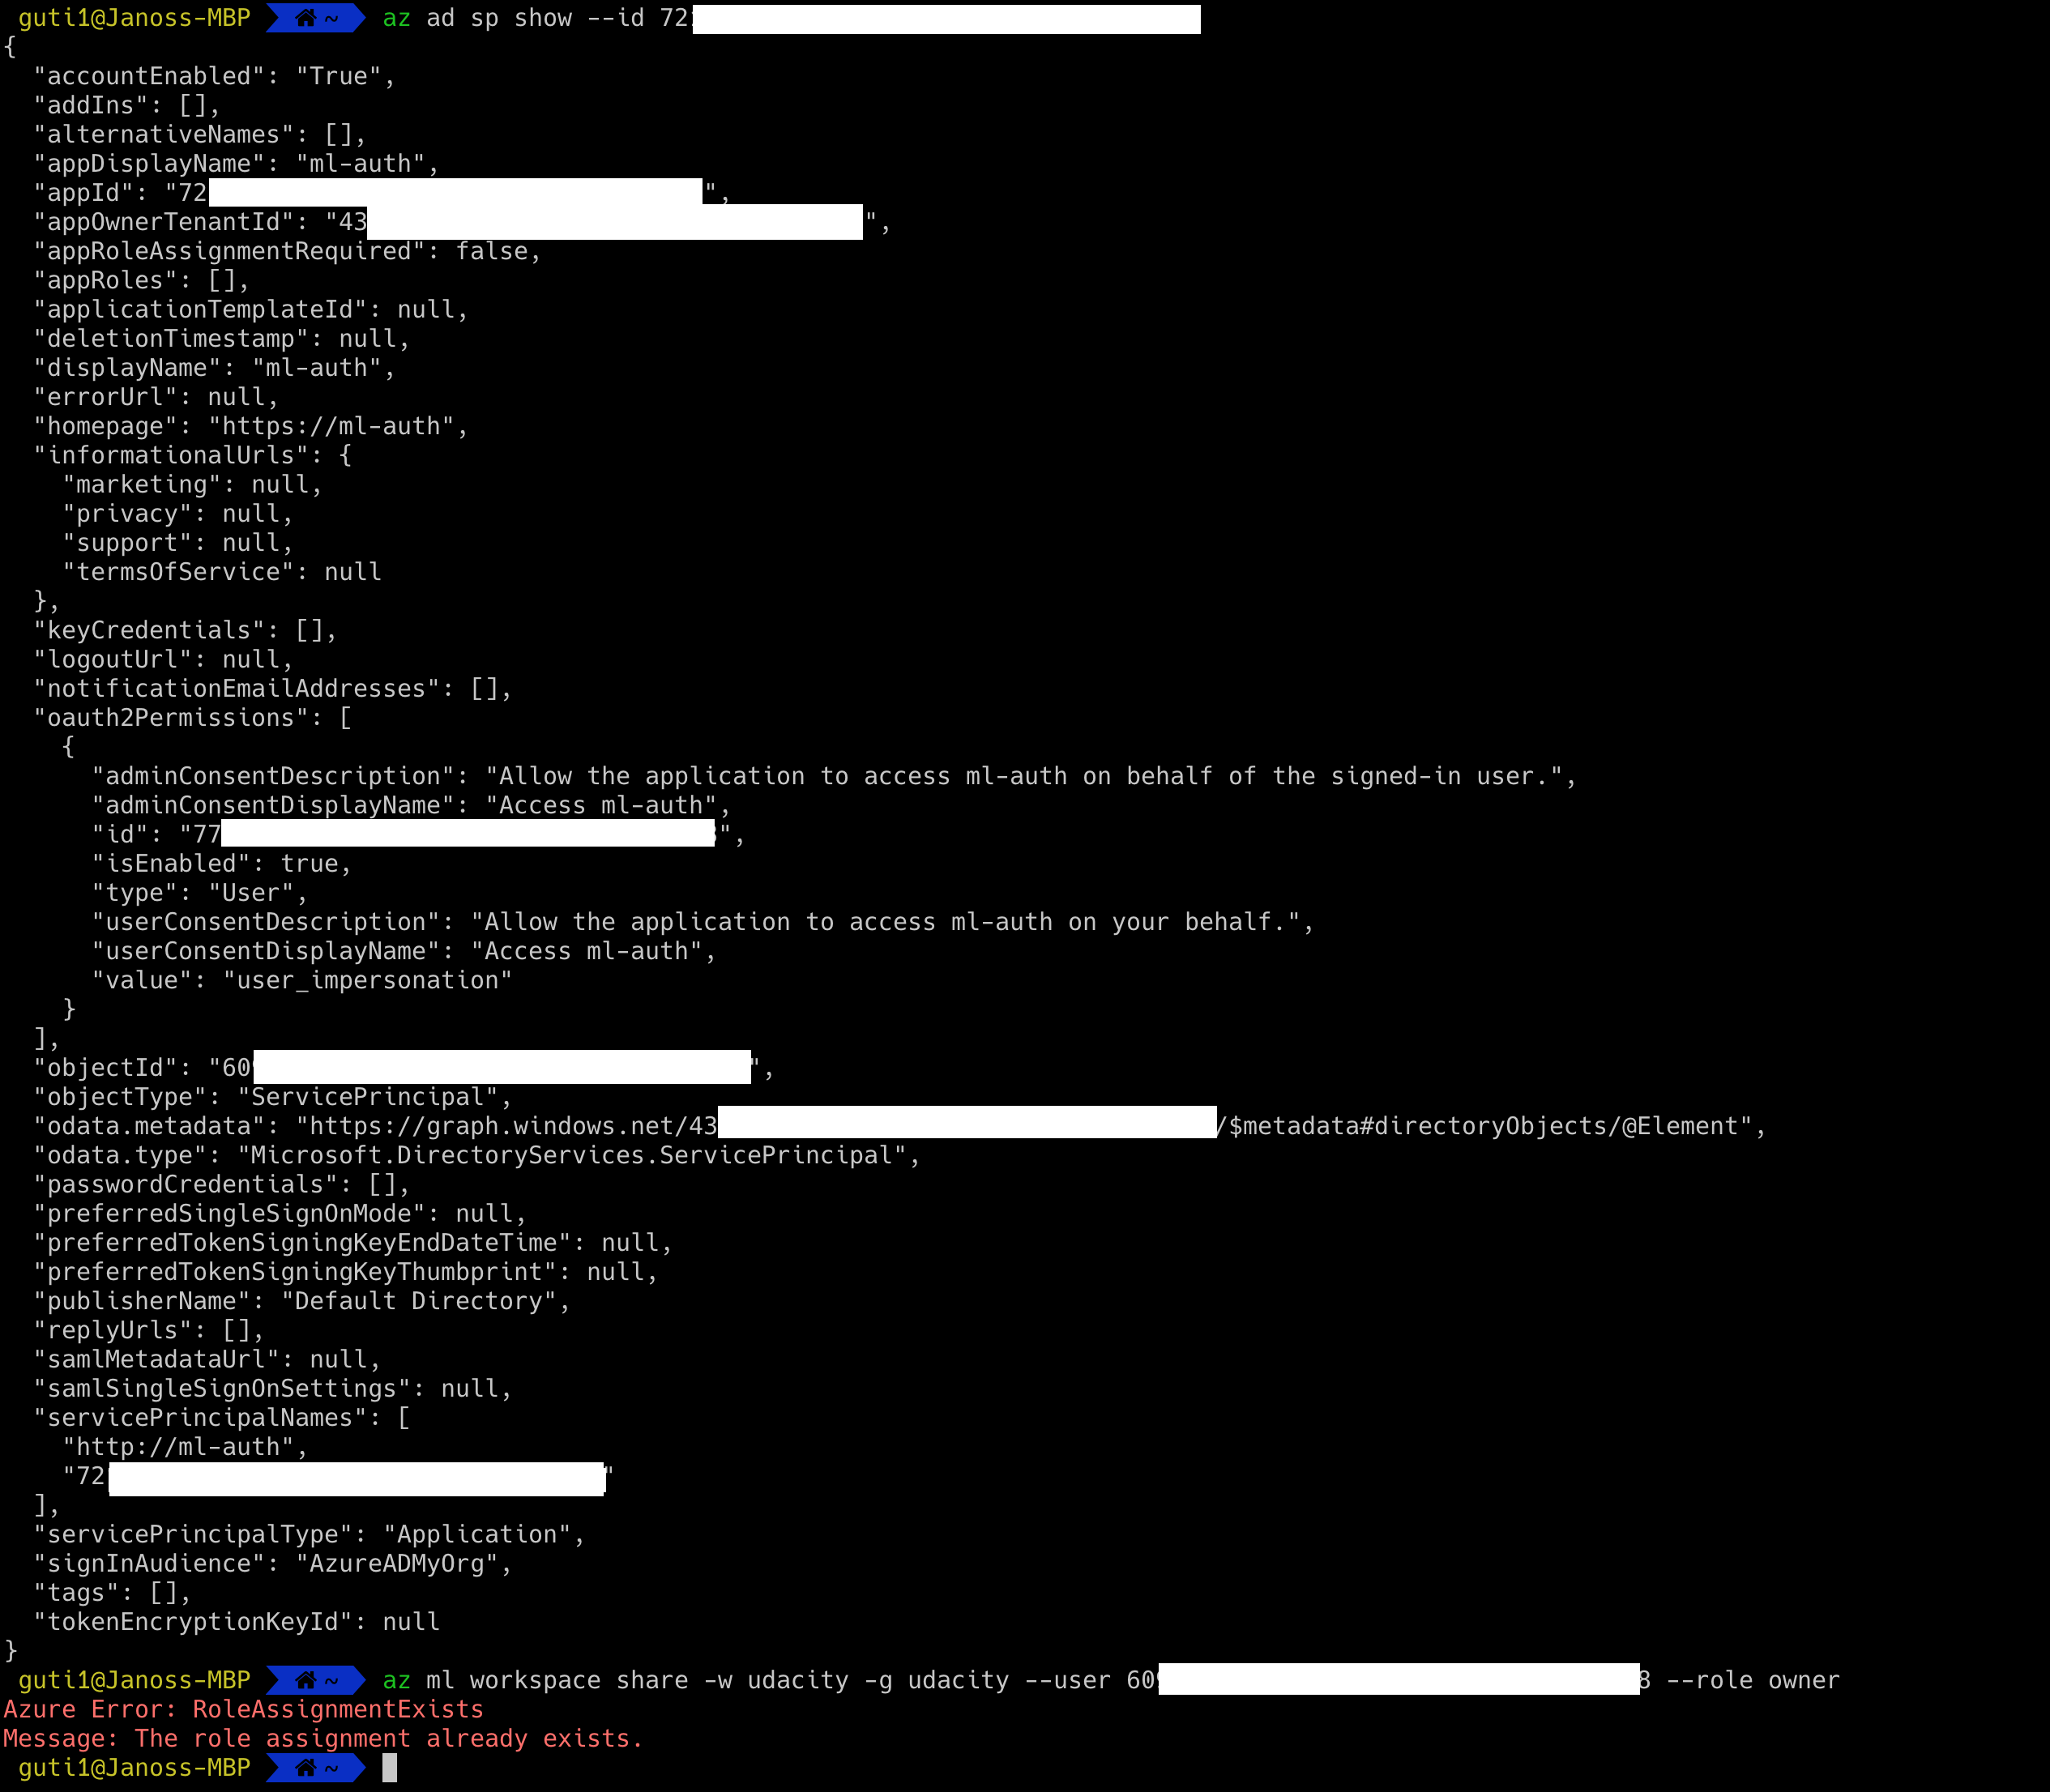 guti1@Janoss-MBP ~ az ad sp show --id 72
{
  "accountEnabled": "True",
  "addIns": [],
  "alternativeNames": [],
  "appDisplayName": "ml-auth",
  "appId": "72 ",
  "appOwnerTenantId": "43 ",
  "appRoleAssignmentRequired": false,
  "appRoles": [],
  "applicationTemplateId": null,
  "deletionTimestamp": null,
  "displayName": "ml-auth",
  "errorUrl": null,
  "homepage": "https://ml-auth",
  "informationalUrls": {
    "marketing": null,
    "privacy": null,
    "support": null,
    "termsOfService": null
  },
  "keyCredentials": [],
  "logoutUrl": null,
  "notificationEmailAddresses": [],
  "oauth2Permissions": [
    {
      "adminConsentDescription": "Allow the application to access ml-auth on behalf of the signed-in user.",
      "adminConsentDisplayName": "Access ml-auth",
      "id": "77 ",
      "isEnabled": true,
      "type": "User",
      "userConsentDescription": "Allow the application to access ml-auth on your behalf.",
      "userConsentDisplayName": "Access ml-auth",
      "value": "user_impersonation"
    }
  ],
  "objectId": "60 ",
  "objectType": "ServicePrincipal",
  "odata.metadata": "https://graph.windows.net/43 /$metadata#directoryObjects/@Element",
  "odata.type": "Microsoft.DirectoryServices.ServicePrincipal",
  "passwordCredentials": [],
  "preferredSingleSignOnMode": null,
  "preferredTokenSigningKeyEndDateTime": null,
  "preferredTokenSigningKeyThumbprint": null,
  "publisherName": "Default Directory",
  "replyUrls": [],
  "samlMetadataUrl": null,
  "samlSingleSignOnSettings": null,
  "servicePrincipalNames": [
    "http://ml-auth",
    "72 "
  ],
  "servicePrincipalType": "Application",
  "signInAudience": "AzureADMyOrg",
  "tags": [],
  "tokenEncryptionKeyId": null
}
guti1@Janoss-MBP ~ az ml workspace share -w udacity -g udacity --user 60 8 --role owner
Azure Error: RoleAssignmentExists
Message: The role assignment already exists.
guti1@Janoss-MBP ~